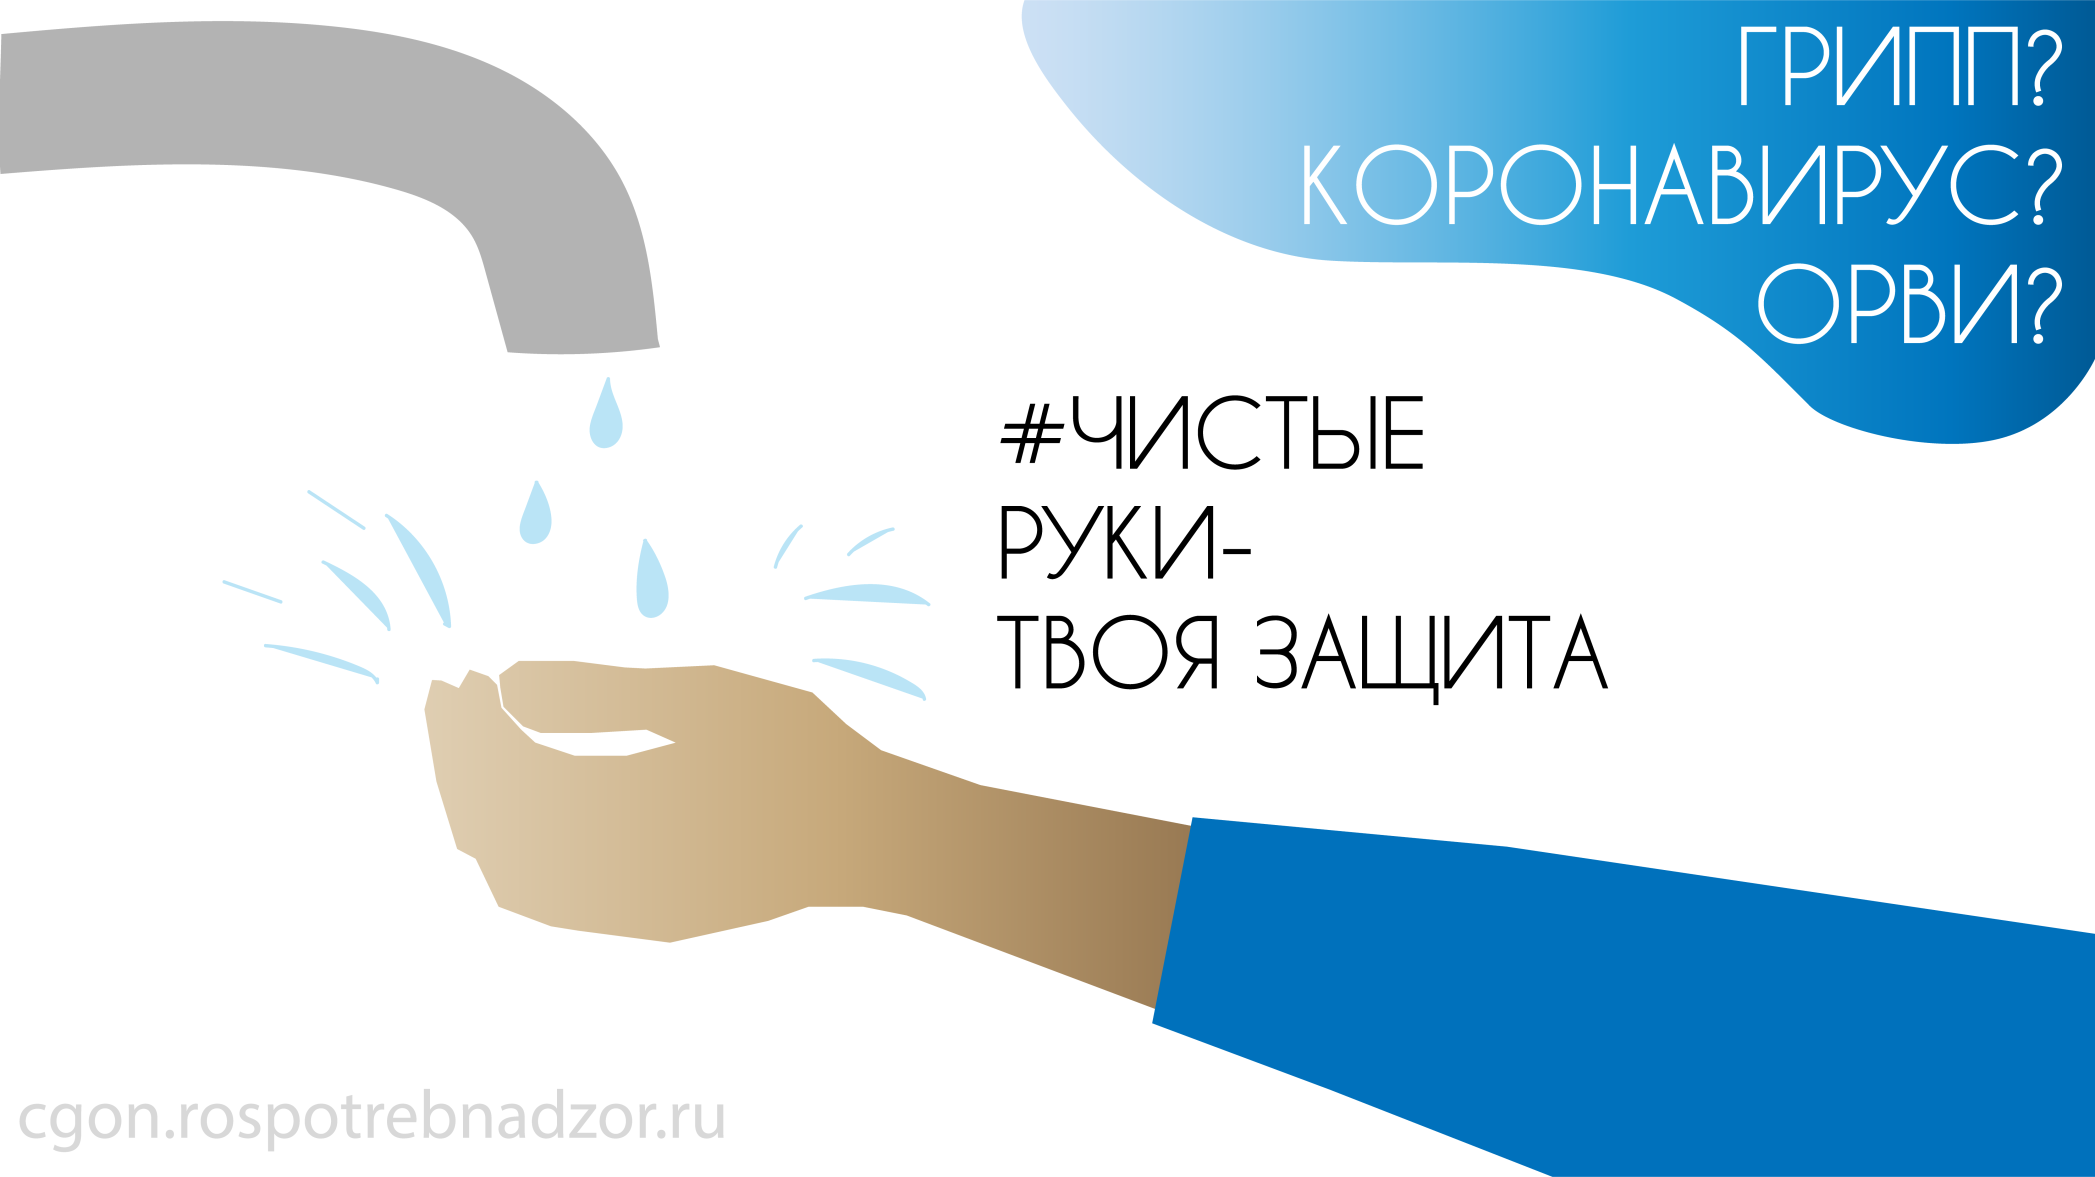 ГРИПП?
КОРОНАВИРУС?
ОРВИ?
#ЧИСТЫЕ
РУКИ-
ТВОЯ ЗАЩИТА
cgon.rospotrebnadzor.ru